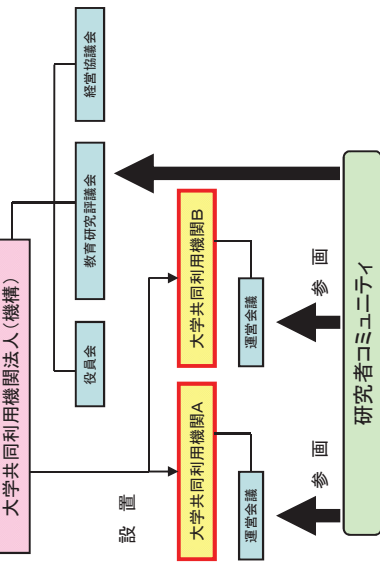 大学共同利用機関法人(機構)
役員会
教育研究評議会
経営協議会
設 置
大学共同利用機関A
大学共同利用機関B
運営会議
運営会議
参 画
参 画
研究者コミュニティ